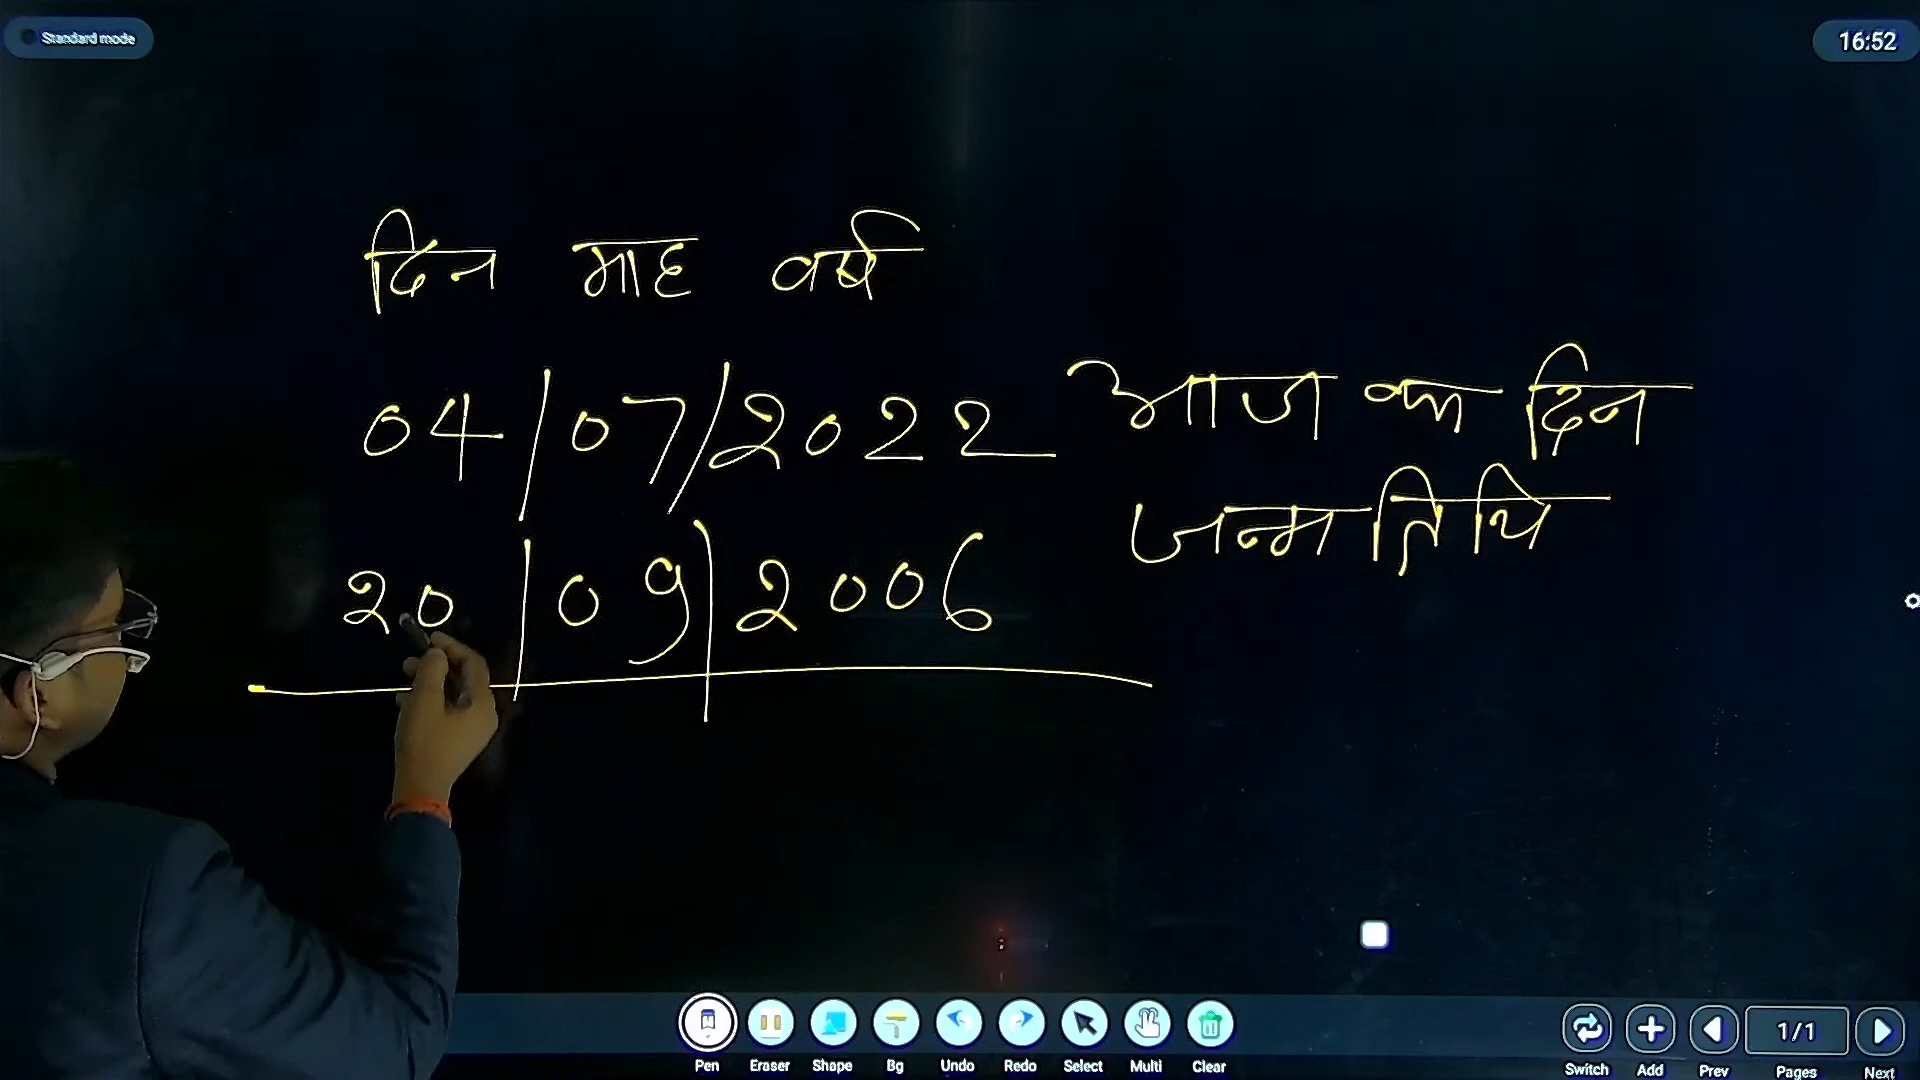 Standard mode
16:52
दिन माह वर्ष
04/07/2022 आज का दिन
20|09|2006 जन्म तिथि
Pen Eraser Shape Bg Undo Redo Select Multi Clear
Switch Add Prev 1/1 Pages Next